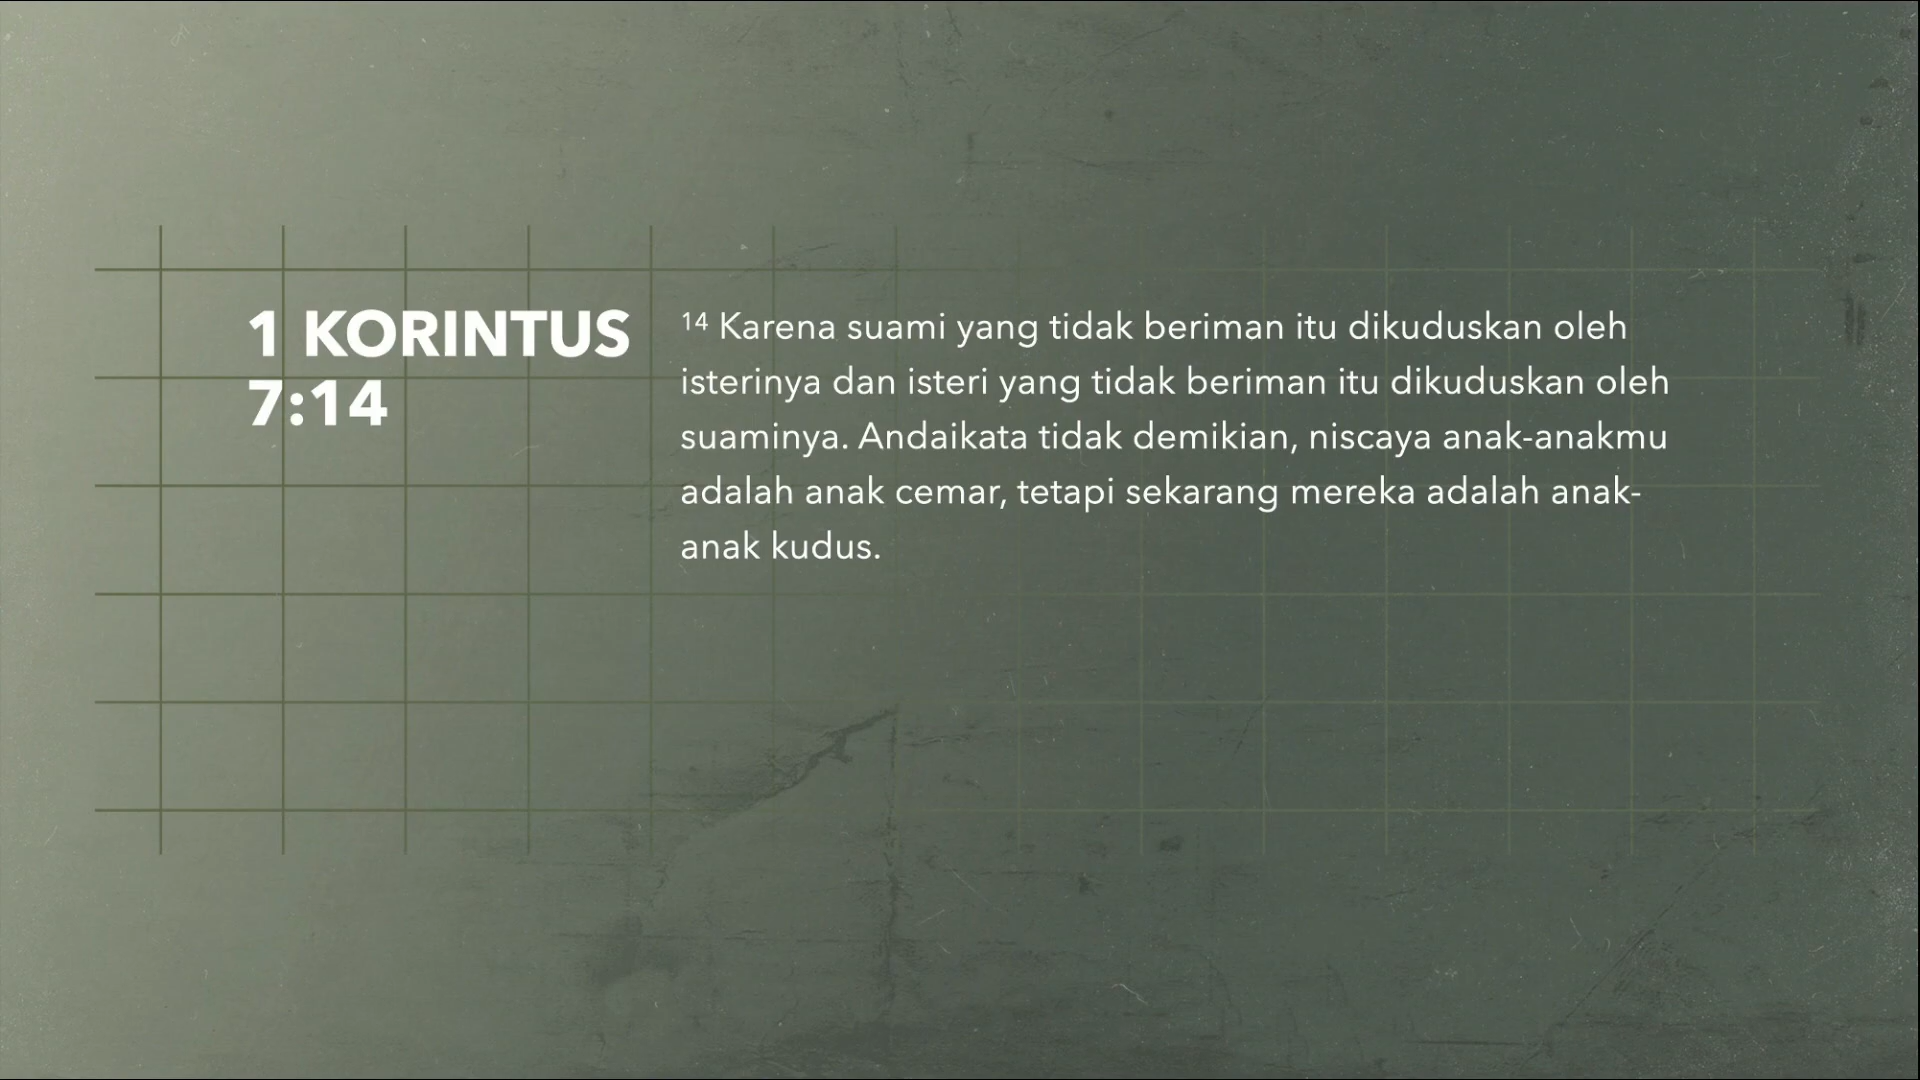 1 KORINTUS
7:14
14 Karena suami yang tidak beriman itu dikuduskan oleh
isterinya dan isteri yang tidak beriman itu dikuduskan oleh
suaminya. Andaikata tidak demikian, niscaya anak-anakmu
adalah anak cemar, tetapi sekarang mereka adalah anak-
anak kudus.